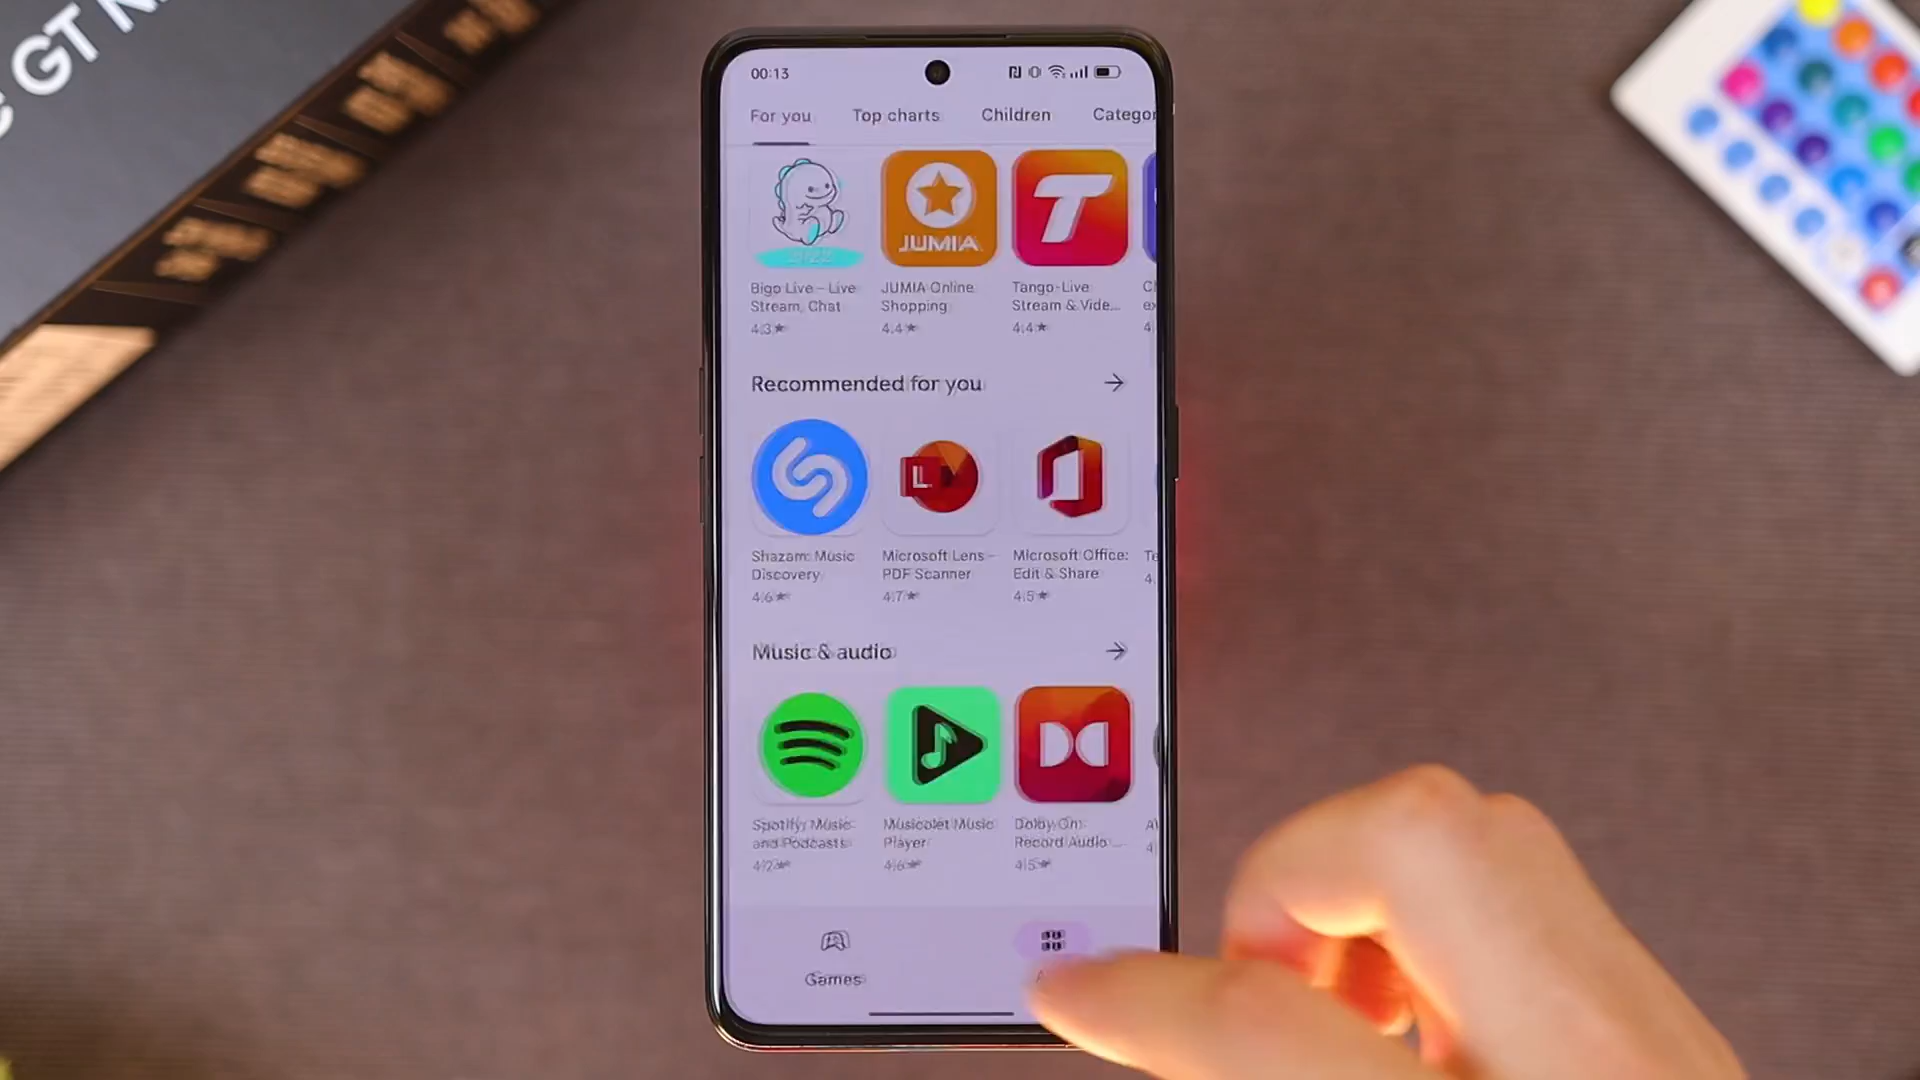 GT
00:13
For you
Top charts
Children
Categor
JUMIA
Bigo Live – Live
Stream, Chat
4.3★
JUMIA Online
Shopping
4.4★
Tango-Live
Stream & Vide...
4.4★
Recommended for you
Shazam: Music
Discovery
4.6★
Microsoft Lens -
PDF Scanner
4.7★
Microsoft Office:
Edit & Share
4.5★
Music & audio
Spotify: Music
and Podcasts
4.2★
Musicolet Music
Player
4.6★
Dolby On:
Record Audio ...
4.5★
Games